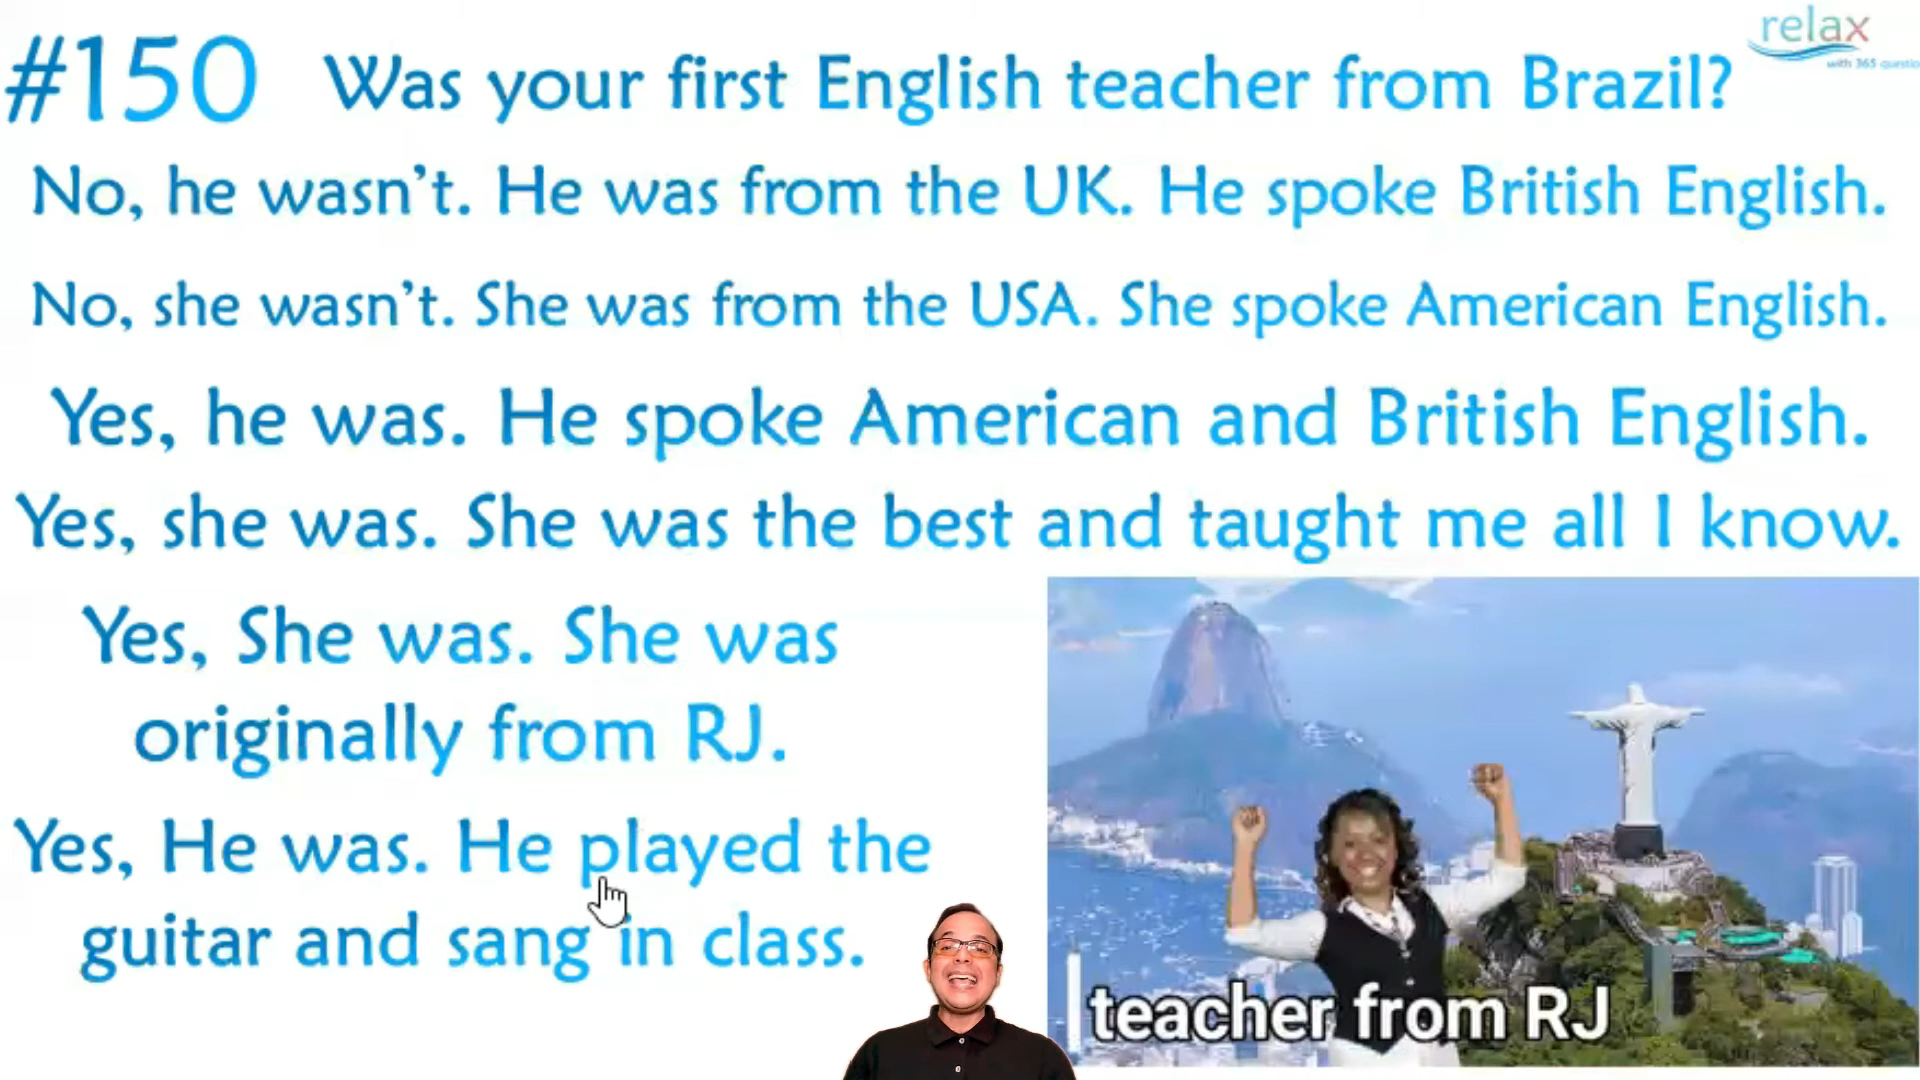 relax
with 365 questio
#150 Was your first English teacher from Brazil?
No, he wasn't. He was from the UK. He spoke British English.
No, she wasn't. She was from the USA. She spoke American English.
Yes, he was. He spoke American and British English.
Yes, she was. She was the best and taught me all I know.
Yes, She was. She was
originally from RJ.
Yes, He was. He played the
guitar and sang in class.
teacher from RJ